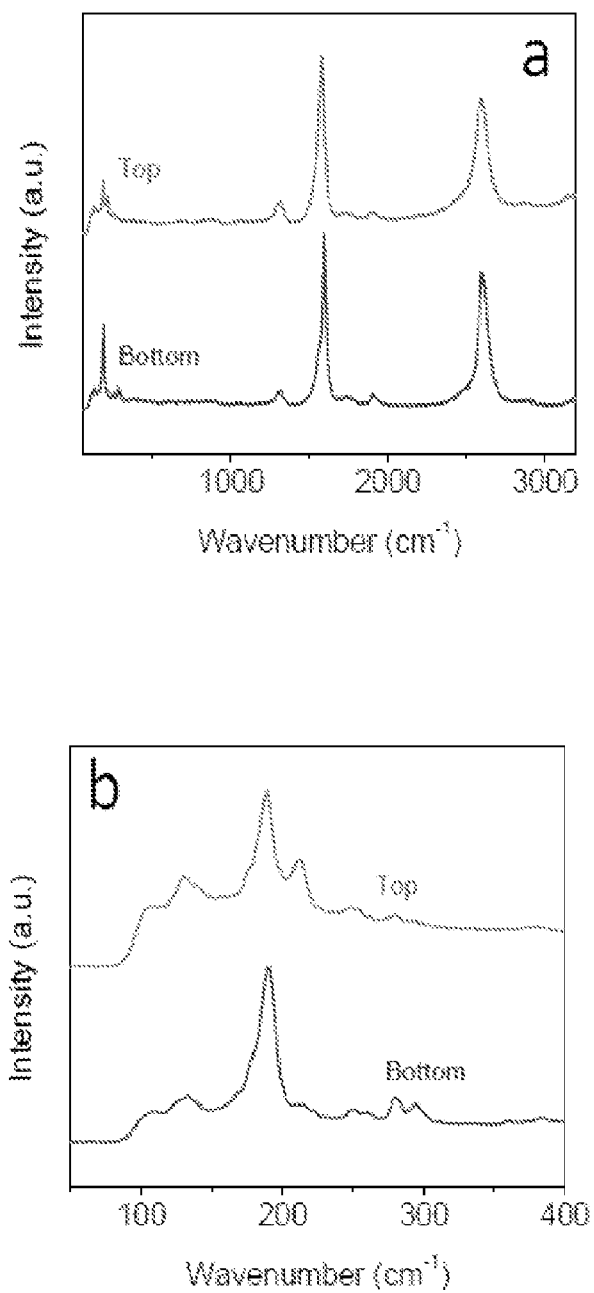 a
Intensity (a.u.)
Top
Bottom
1000 2000 3000
Wavenumber (cm⁻¹)
b
Intensity (a.u.)
Top
Bottom
100 200 300 400
Wavenumber (cm⁻¹)